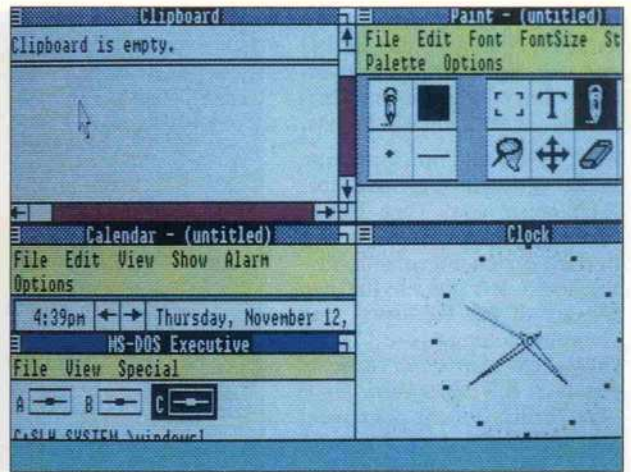 Clipboard
Clipboard is empty.
Paint - (untitled)
File Edit Font FontSize St
Palette Options
T
Calendar - (untitled)
File Edit View Show Alarm
Options
4:39pm Thursday, November 12,
MS-DOS Executive
File View Special
A B C
Clock